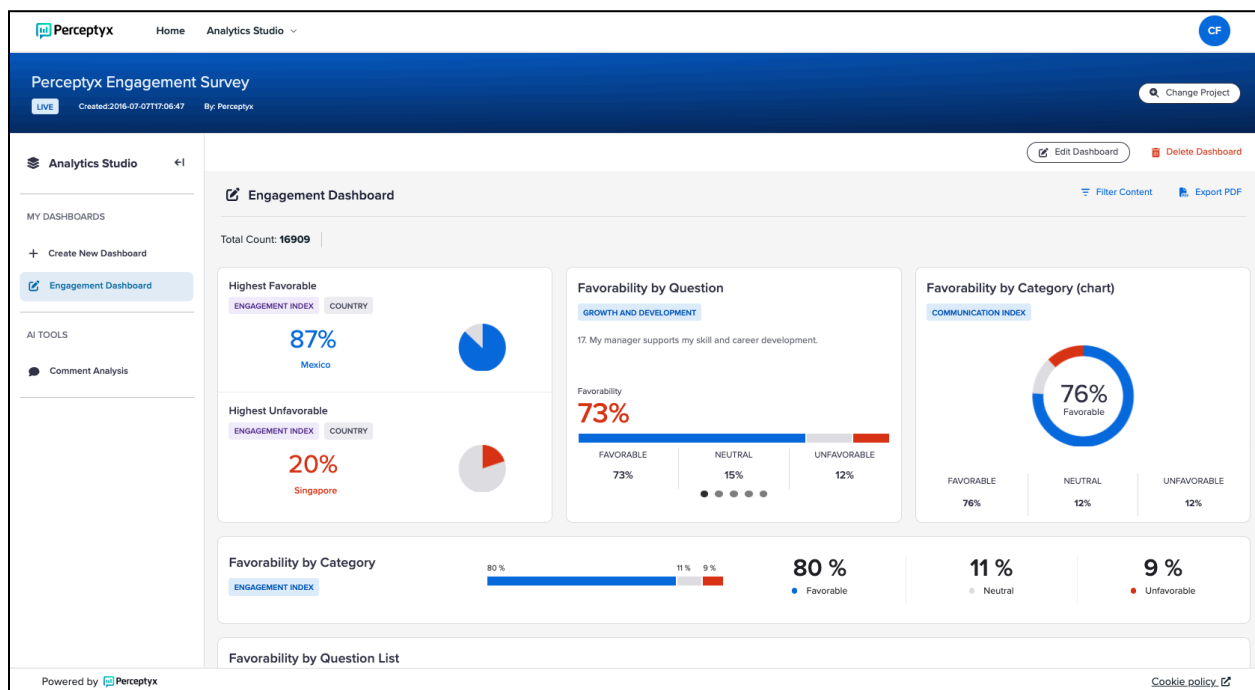 Perceptyx Home Analytics Studio CF
Perceptyx Engagement Survey
LIVE Created:2016-07-07T17:06:47 By: Perceptyx
Change Project
Analytics Studio
Edit Dashboard Delete Dashboard
MY DASHBOARDS
Create New Dashboard
Engagement Dashboard
AI TOOLS
Comment Analysis
Engagement Dashboard
Filter Content Export PDF
Total Count: 16909
Highest Favorable
ENGAGEMENT INDEX COUNTRY
87%
Mexico
Highest Unfavorable
ENGAGEMENT INDEX COUNTRY
20%
Singapore
Favorability by Question
GROWTH AND DEVELOPMENT
17. My manager supports my skill and career development.
Favorability
73%
FAVORABLE NEUTRAL UNFAVORABLE
73% 15% 12%
Favorability by Category (chart)
COMMUNICATION INDEX
76%
Favorable
FAVORABLE NEUTRAL UNFAVORABLE
76% 12% 12%
Favorability by Category
ENGAGEMENT INDEX
80 % 11 % 9 %
80 % 11 % 9 %
Favorable Neutral Unfavorable
Favorability by Question List
Powered by Perceptyx
Cookie policy